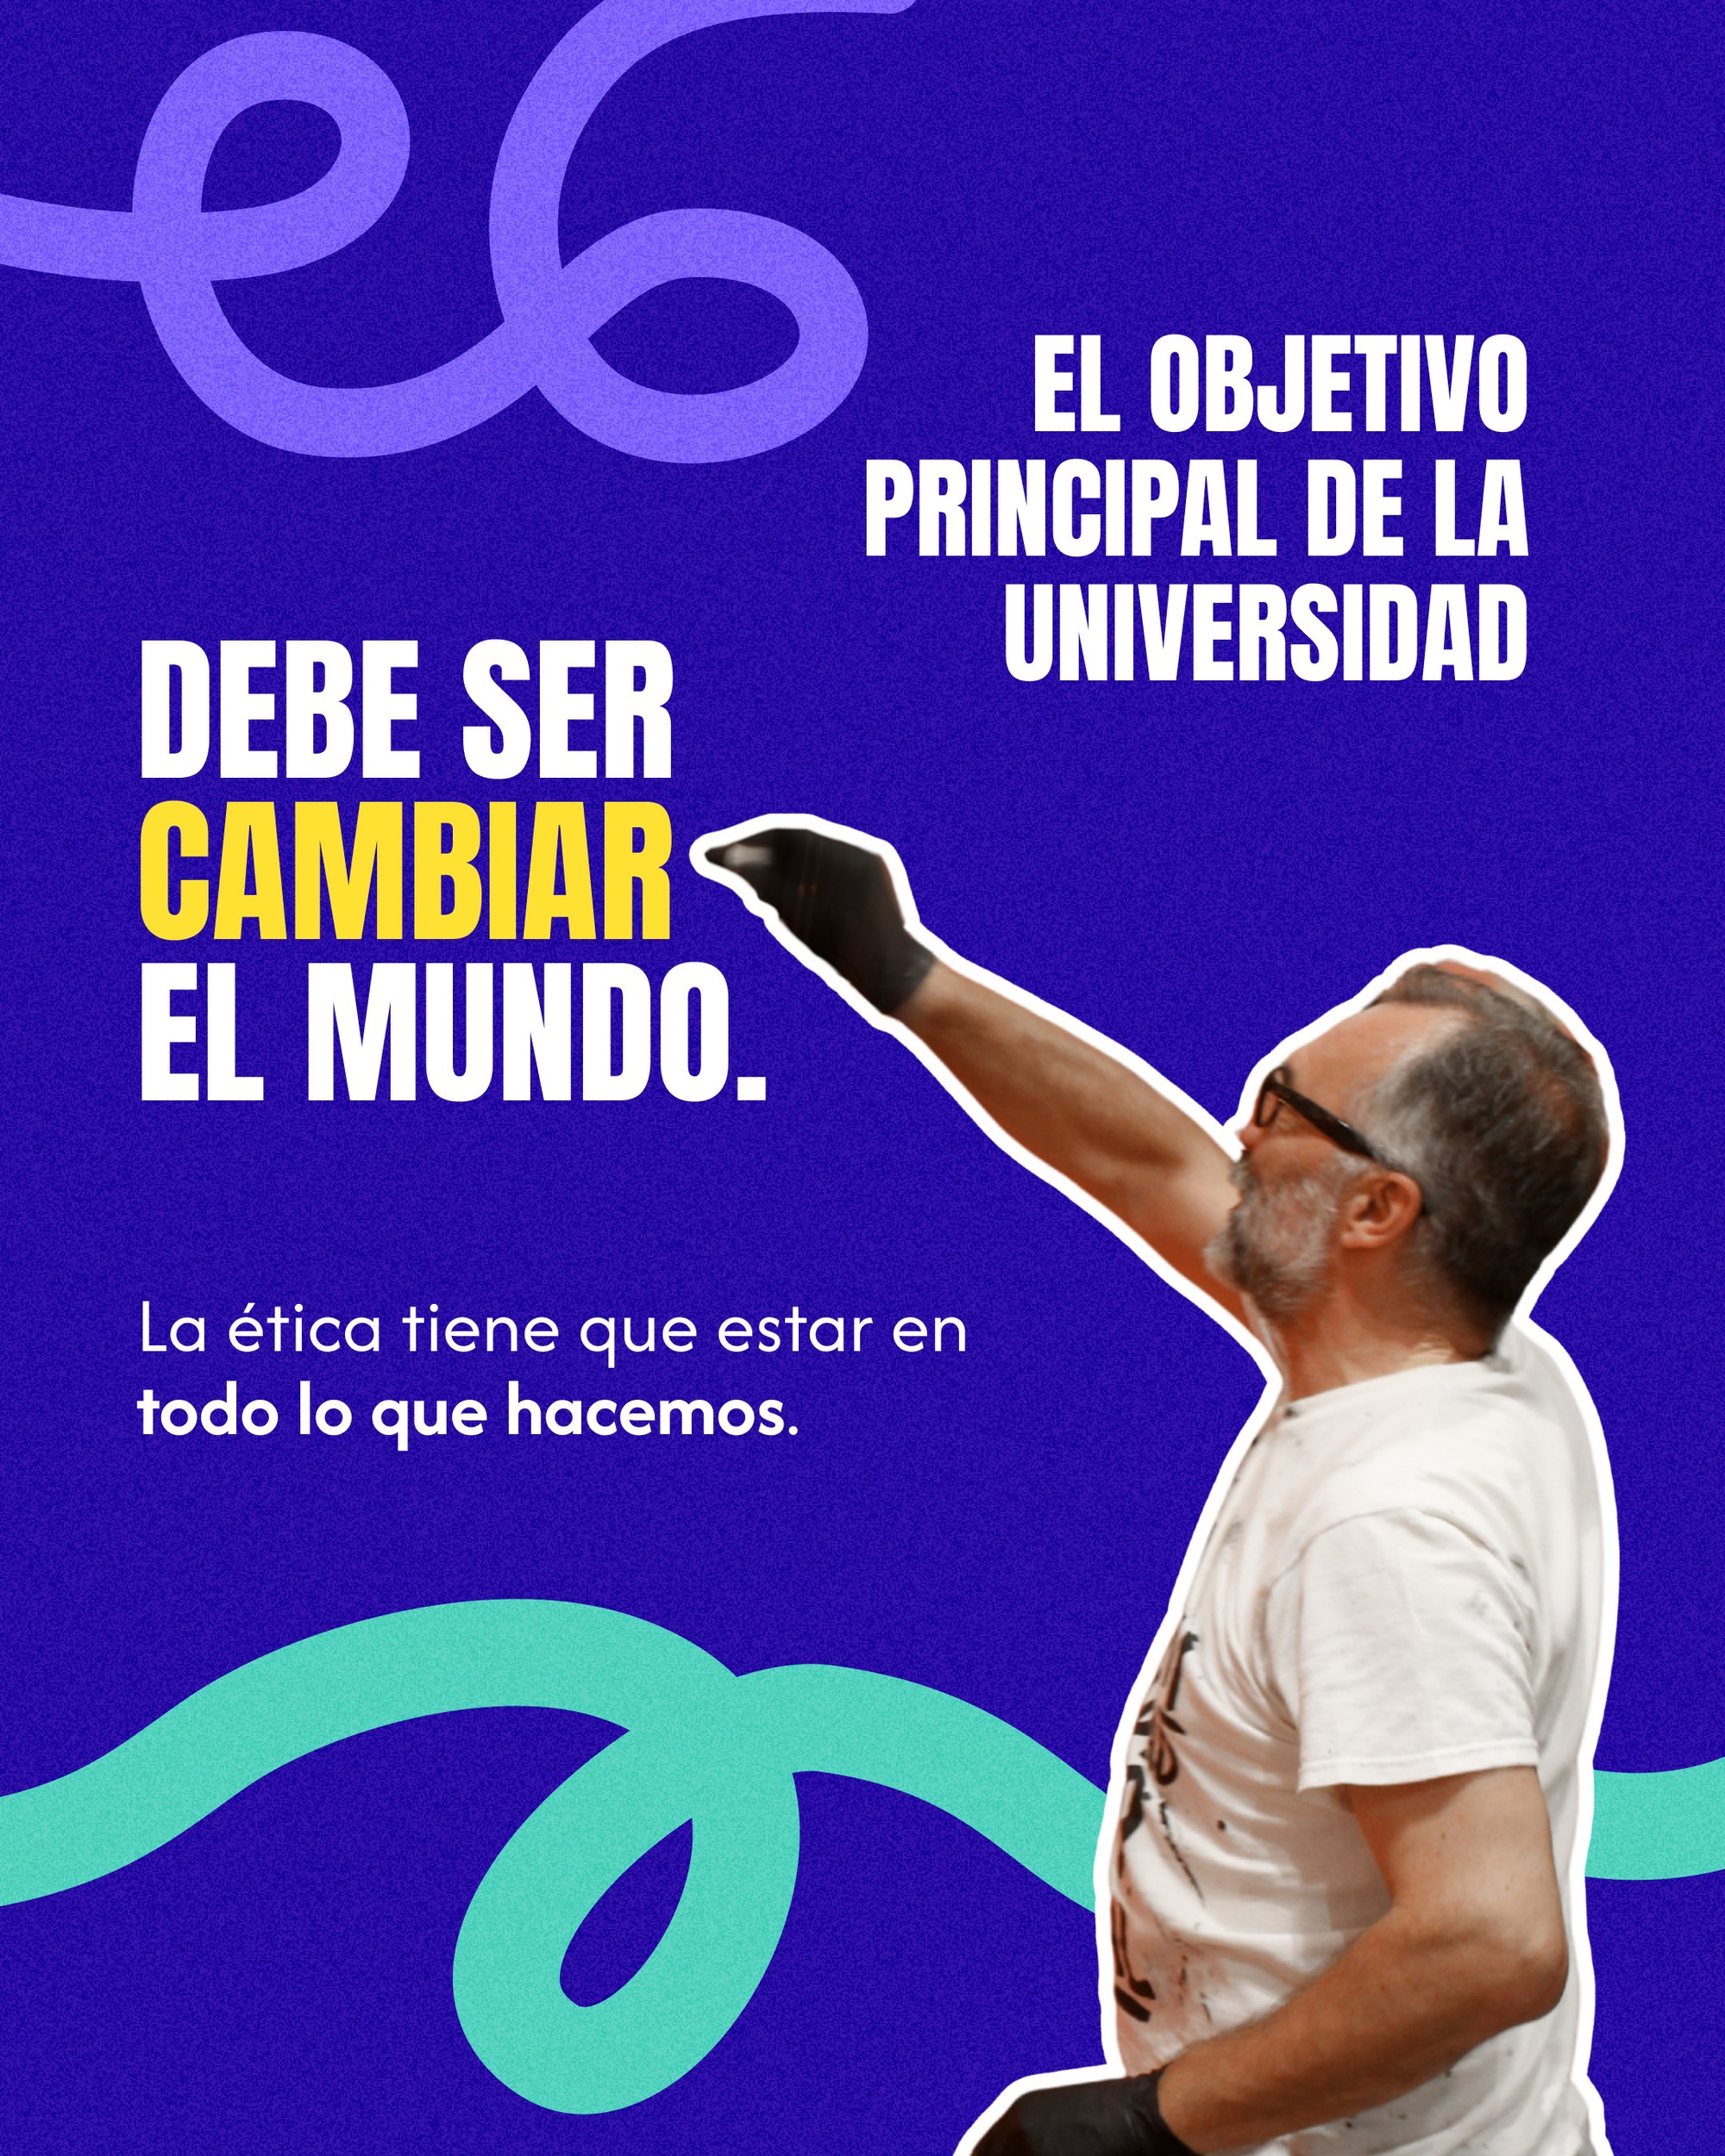 EL OBJETIVO
PRINCIPAL DE LA
UNIVERSIDAD
DEBE SER
CAMBIAR
EL MUNDO.
La ética tiene que estar en
todo lo que hacemos.